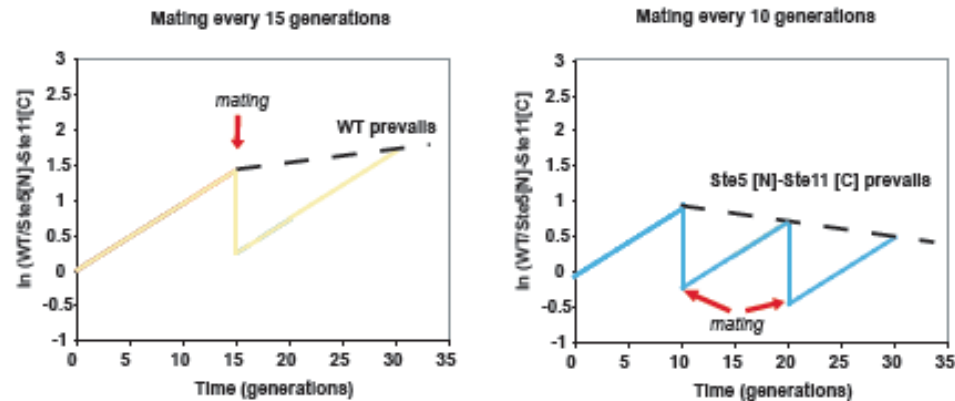 Mating every 15 generations
ln (WT/Ste5[N]-Ste11[C]
3
2.5
2
1.5
1
0.5
0
-0.5
-1
mating
WT prevails
0 5 10 15 20 25 30 35
Time (generations)
Mating every 10 generations
ln (WT/Ste5[N]-Ste11[C]
3
2.5
2
1.5
1
0.5
0
-0.5
-1
Ste5 [N]-Ste11 [C] prevails
mating
0 5 10 15 20 25 30 35
Time (generations)